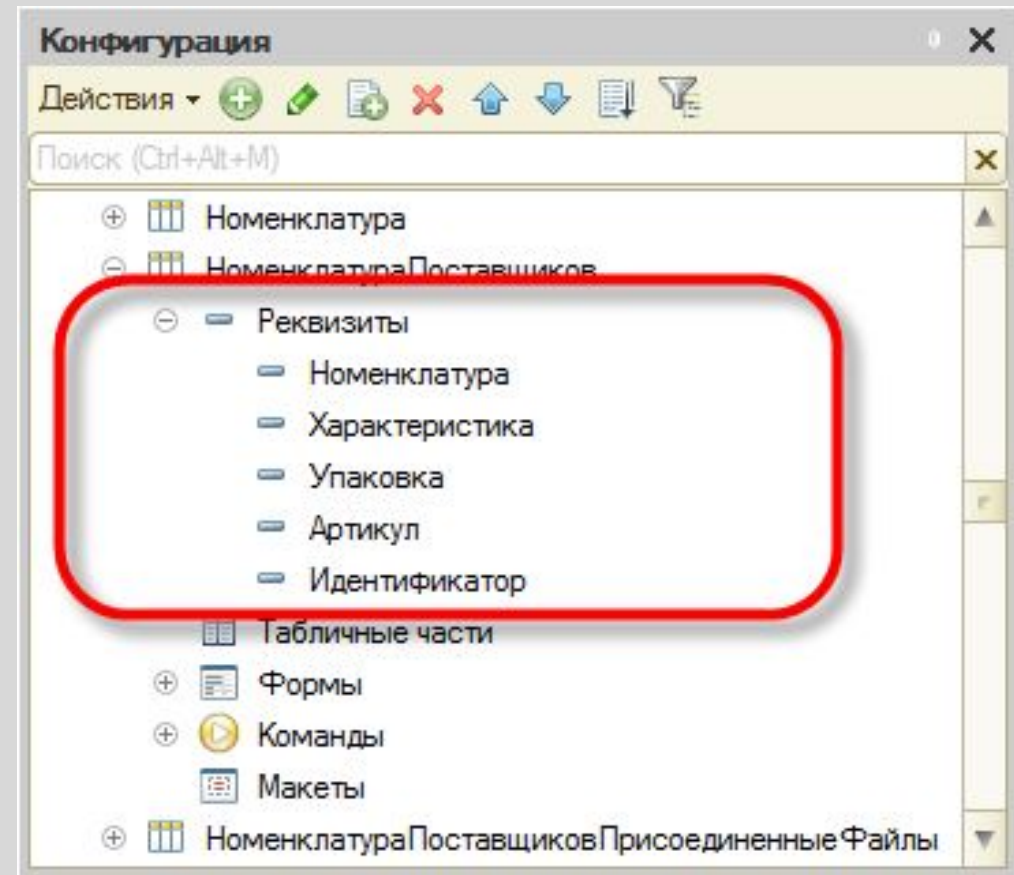 Конфигурация
Действия
Поиск (Ctrl+Alt+M)
Номенклатура
НоменклатураПоставщиков
Реквизиты
Номенклатура
Характеристика
Упаковка
Артикул
Идентификатор
Табличные части
Формы
Команды
Макеты
НоменклатураПоставщиковПрисоединенныеФайлы